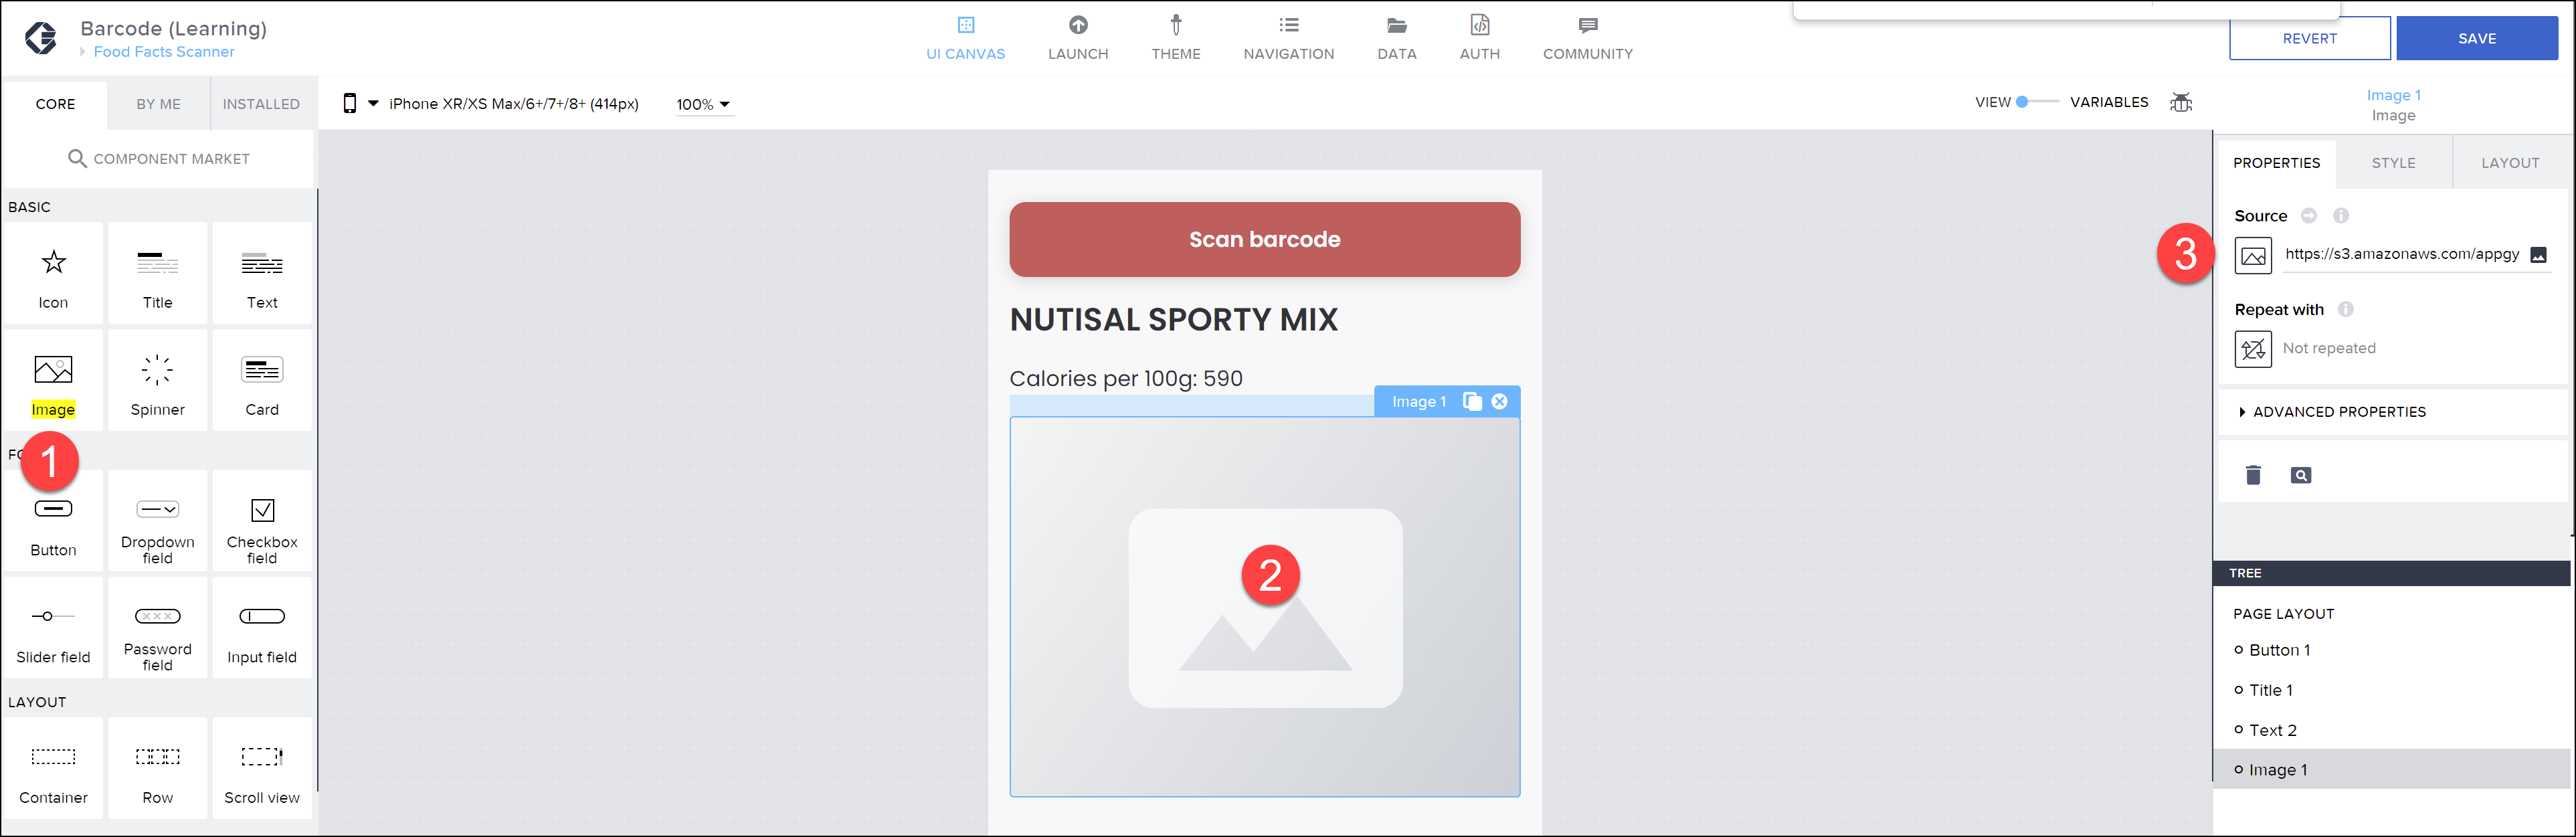 Barcode (Learning)
Food Facts Scanner
UI CANVAS
LAUNCH
THEME
NAVIGATION
DATA
AUTH
COMMUNITY
REVERT
SAVE
CORE
BY ME
INSTALLED
iPhone XR/XS Max/6+/7+/8+ (414px)
100%
VIEW
VARIABLES
Image 1
Image
COMPONENT MARKET
BASIC
Icon
Title
Text
Image
Spinner
Card
1
Button
Dropdown
field
Checkbox
field
Slider field
Password
field
Input field
LAYOUT
Container
Row
Scroll view
Scan barcode
NUTISAL SPORTY MIX
Calories per 100g: 590
Image 1
2
PROPERTIES
STYLE
LAYOUT
Source
3
https://s3.amazonaws.com/appgy
Repeat with
Not repeated
ADVANCED PROPERTIES
TREE
PAGE LAYOUT
Button 1
Title 1
Text 2
Image 1